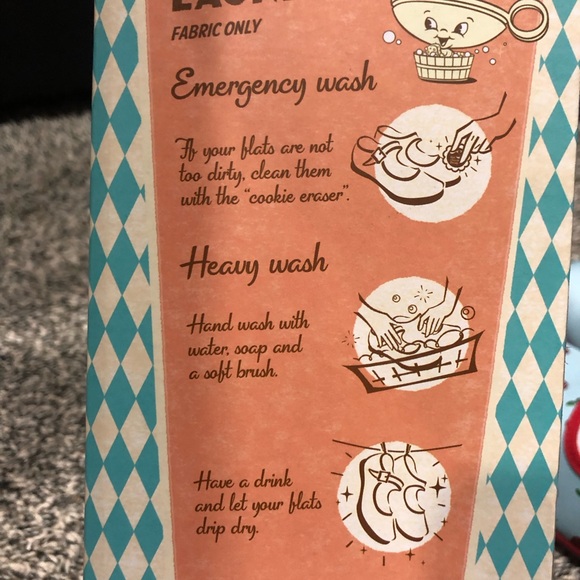 FABRIC ONLY
Emergency wash
If your flats are not
too dirty, clean them
with the "cookie eraser".
Heavy wash
Hand wash with
water, soap and
a soft brush.
Have a drink
and let your flats
drip dry.